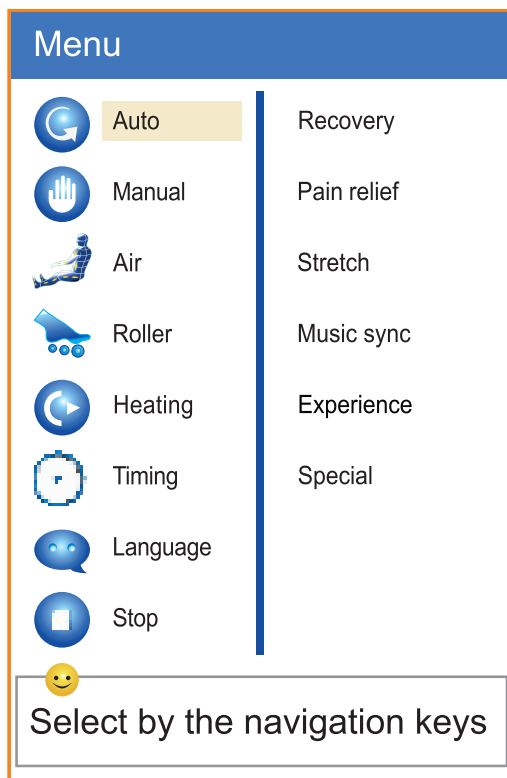 Menu
Auto
Manual
Air
Roller
Heating
Timing
Language
Stop
Recovery
Pain relief
Stretch
Music sync
Experience
Special
Select by the navigation keys